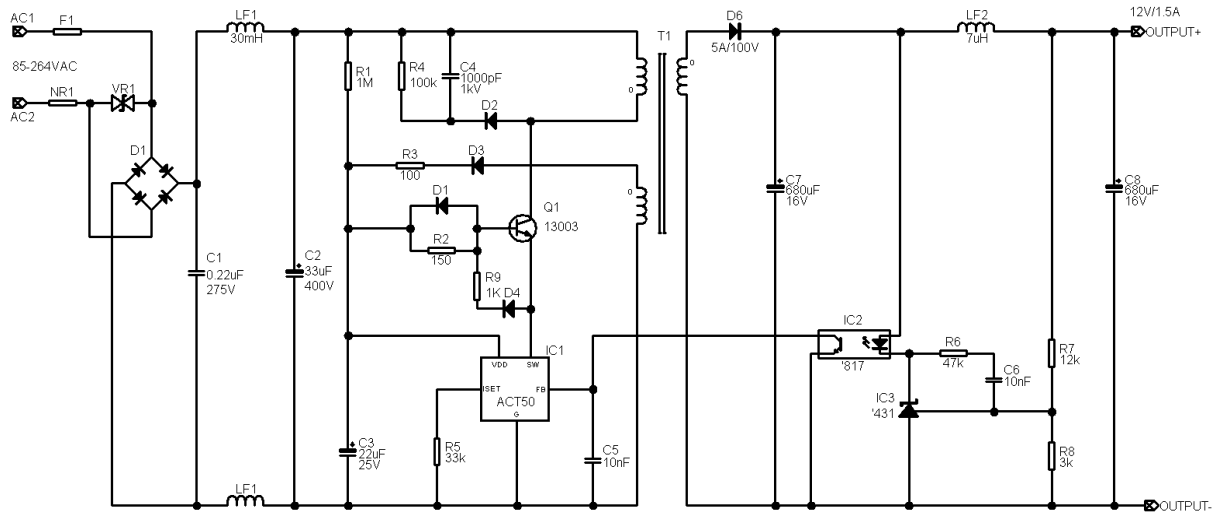 AC1
F1
85-264VAC
NR1
VR1
AC2
D1
LF1
30mH
R1
1M
R4
100k
C4
1000pF
1kV
D2
T1
o
o
o
D6
5A/100V
LF2
7uH
12V/1.5A
OUTPUT+
R3
100
D3
D1
R2
150
Q1
13003
R9
1K
D4
C1
0.22uF
275V
C2
+
33uF
400V
C7
+
680uF
16V
C8
+
680uF
16V
IC1
VDD
SW
ISET
FB
ACT50
G
IC2
'817
R6
47k
C6
10nF
R7
12k
IC3
'431
C3
+
22uF
25V
R5
33k
C5
10nF
R8
3k
LF1
OUTPUT-